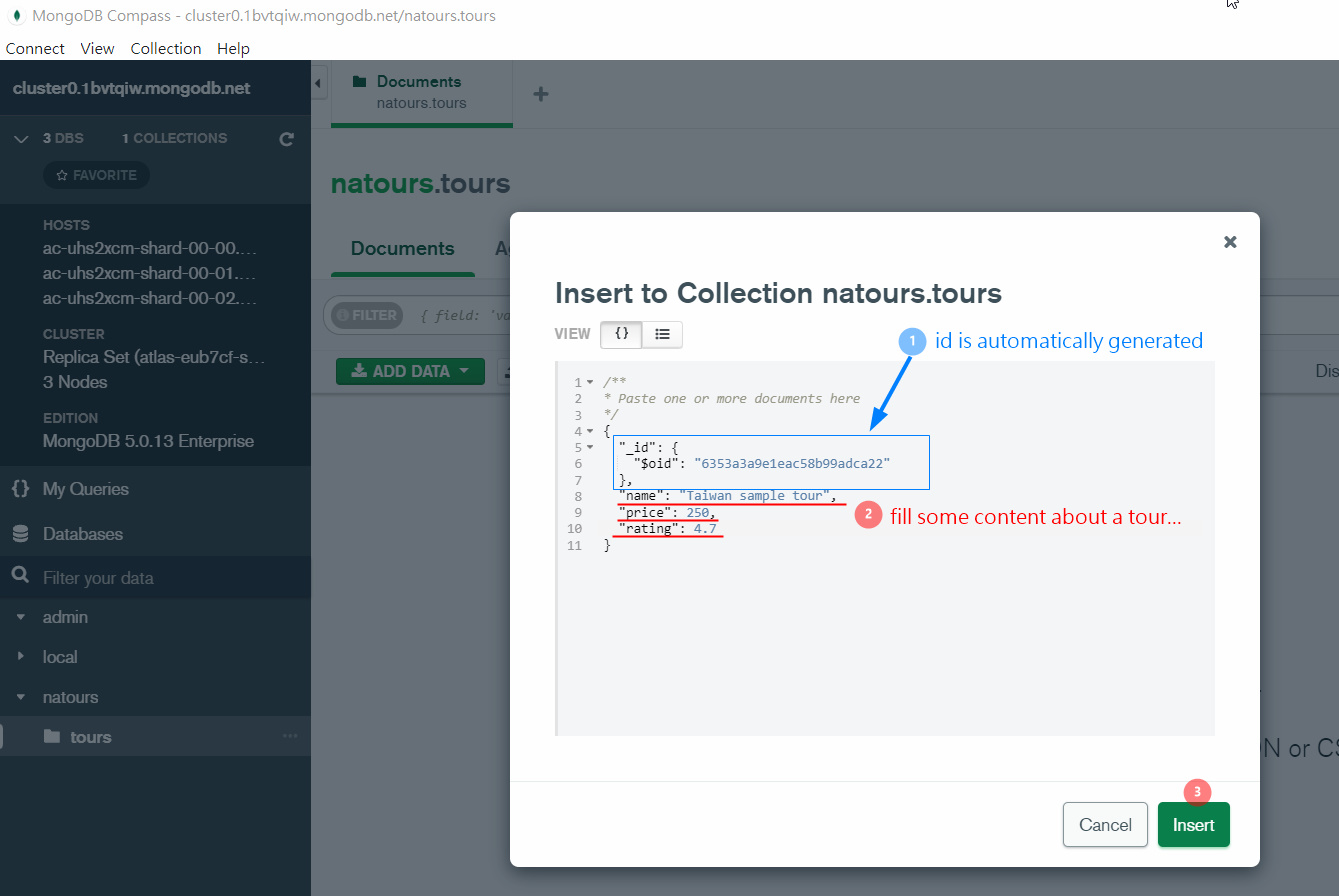 MongoDB Compass - cluster0.1bvtqiw.mongodb.net/natours.tours
Connect View Collection Help
cluster0.1bvtqiw.mongodb.net
3 DBS 1 COLLECTIONS
FAVORITE
HOSTS
ac-uhs2xcm-shard-00-00....
ac-uhs2xcm-shard-00-01....
ac-uhs2xcm-shard-00-02....
CLUSTER
Replica Set (atlas-eub7cf-s...
3 Nodes
EDITION
MongoDB 5.0.13 Enterprise
{} My Queries
Databases
Filter your data
admin
local
natours
tours ...
Documents
natours.tours
+
natours.tours
Documents
FILTER { field: 'va
ADD DATA
Insert to Collection natours.tours
VIEW {}
1 id is automatically generated
1 /**
2 * Paste one or more documents here
3 */
4 {
5 "_id": {
6 "$oid": "6353a3a9e1eac58b99adca22"
7 },
8 "name": "Taiwan sample tour",
9 "price": 250,
10 "rating": 4.7
11 }
2 fill some content about a tour...
3
Cancel Insert